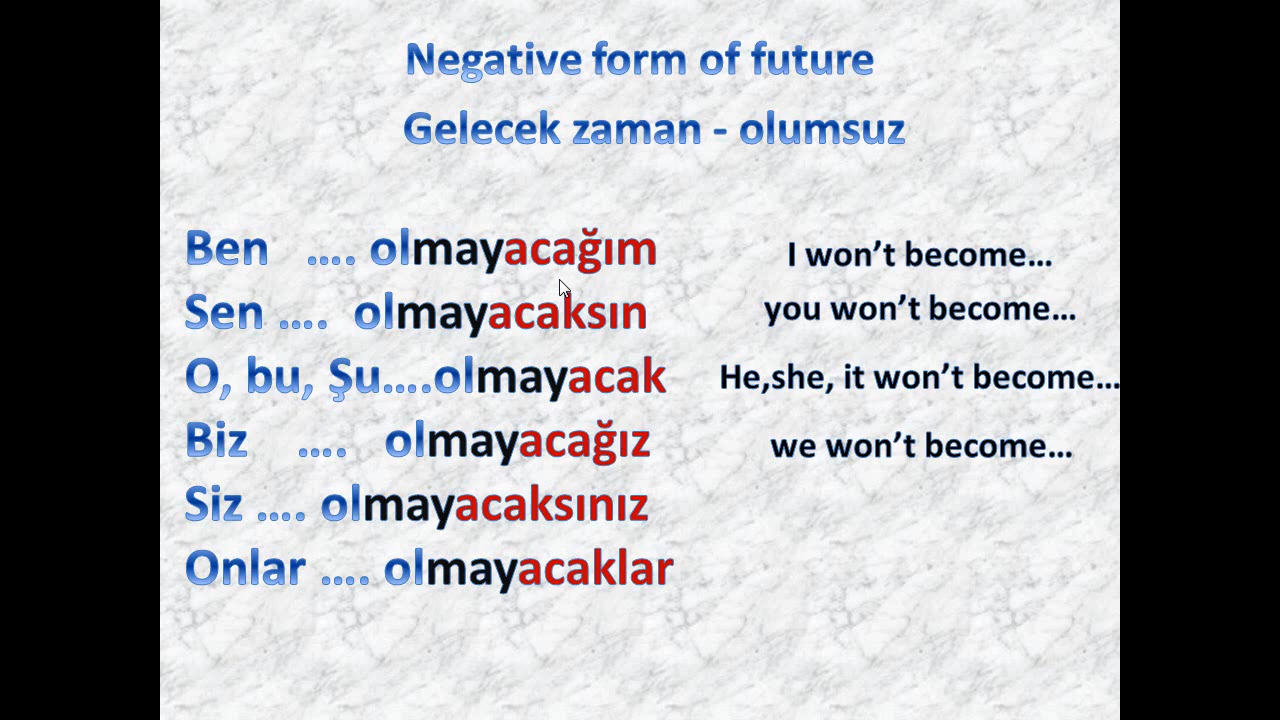 Negative form of future
Gelecek zaman - olumsuz
Ben …. olmayacağım I won’t become…
Sen …. olmayacaksın you won’t become…
O, bu, Şu….olmayacak He,she, it won’t become…
Biz …. olmayacağız we won’t become…
Siz …. olmayacaksınız
Onlar …. olmayacaklar